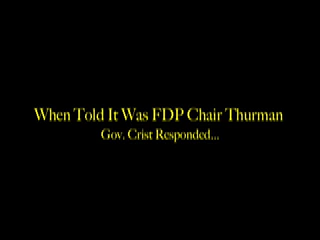 When Told It Was FDP Chair Thurman
Gov. Crist Responded...